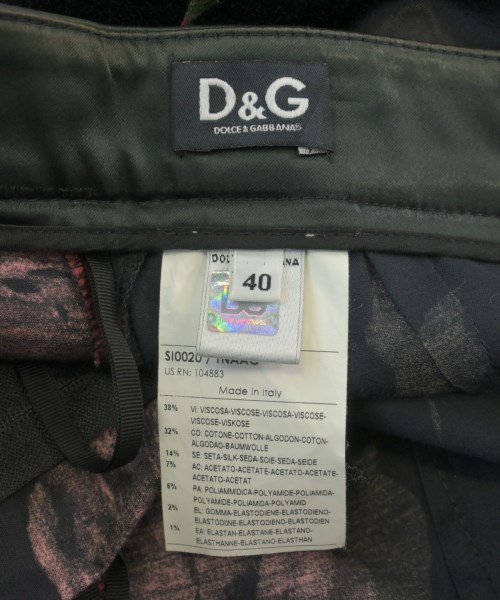 D&G
DOLCE & GABBANA
40
SI0020 /
US RN: 104883
Made in Italy
38% VI: VISCOSA-VISCOSE-VISCOSA-VISCOSE-
VISCOSE-VISKOSE
32% CO: COTONE-COTTON-ALGODON-COTON-
ALGODAO-BAUMWOLLE
14% SE: SETA-SILK-SEDA-SOIE-SEDA-SEIDE
7% AC: ACETATO-ACETATE-ACETATO-ACETATE-
ACETATO-ACETAT
6% PA: POLIAMMIDICA-POLYAMIDE-POLIAMIDA-
POLYAMIDE-POLIAMIDA-POLYAMID
2% EL: GOMMA-ELASTODIENE-ELASTODIENO-
ELASTODINE-ELASTODIENO-ELASTODIEN
1% EA: ELASTAN-ELASTANE-ELASTANO-
ELASTHANNE-ELASTANO-ELASTHAN